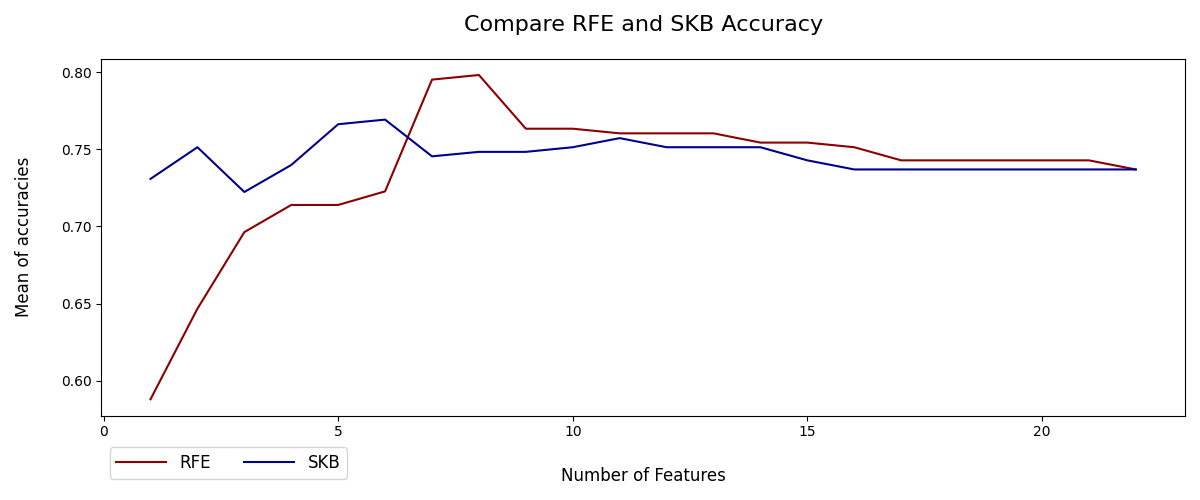 Compare RFE and SKB Accuracy
Mean of accuracies
0.80
0.75
0.70
0.65
0.60
0 5 10 15 20
RFE SKB
Number of Features